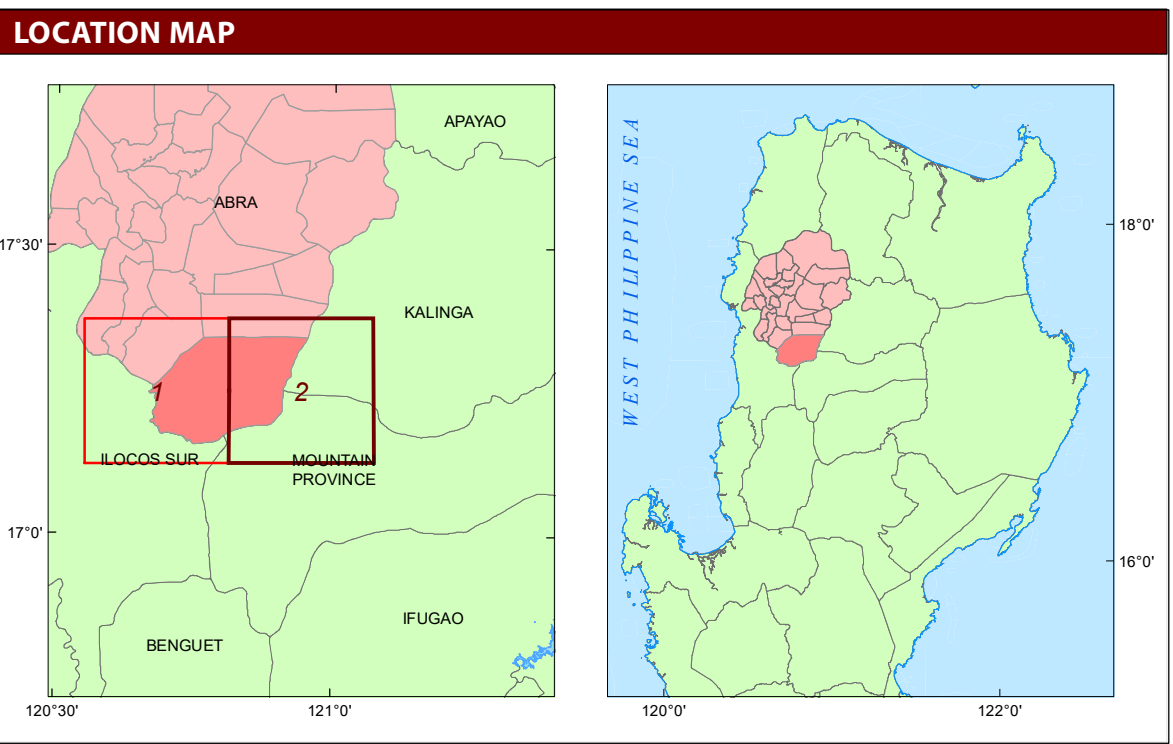 LOCATION MAP
APAYAO
ABRA
17°30'
KALINGA
1
2
ILOCOS SUR
MOUNTAIN
PROVINCE
17°0'
IFUGAO
BENGUET
120°30'
121°0'
WEST PHILIPPINE SEA
18°0'
16°0'
120°0'
122°0'